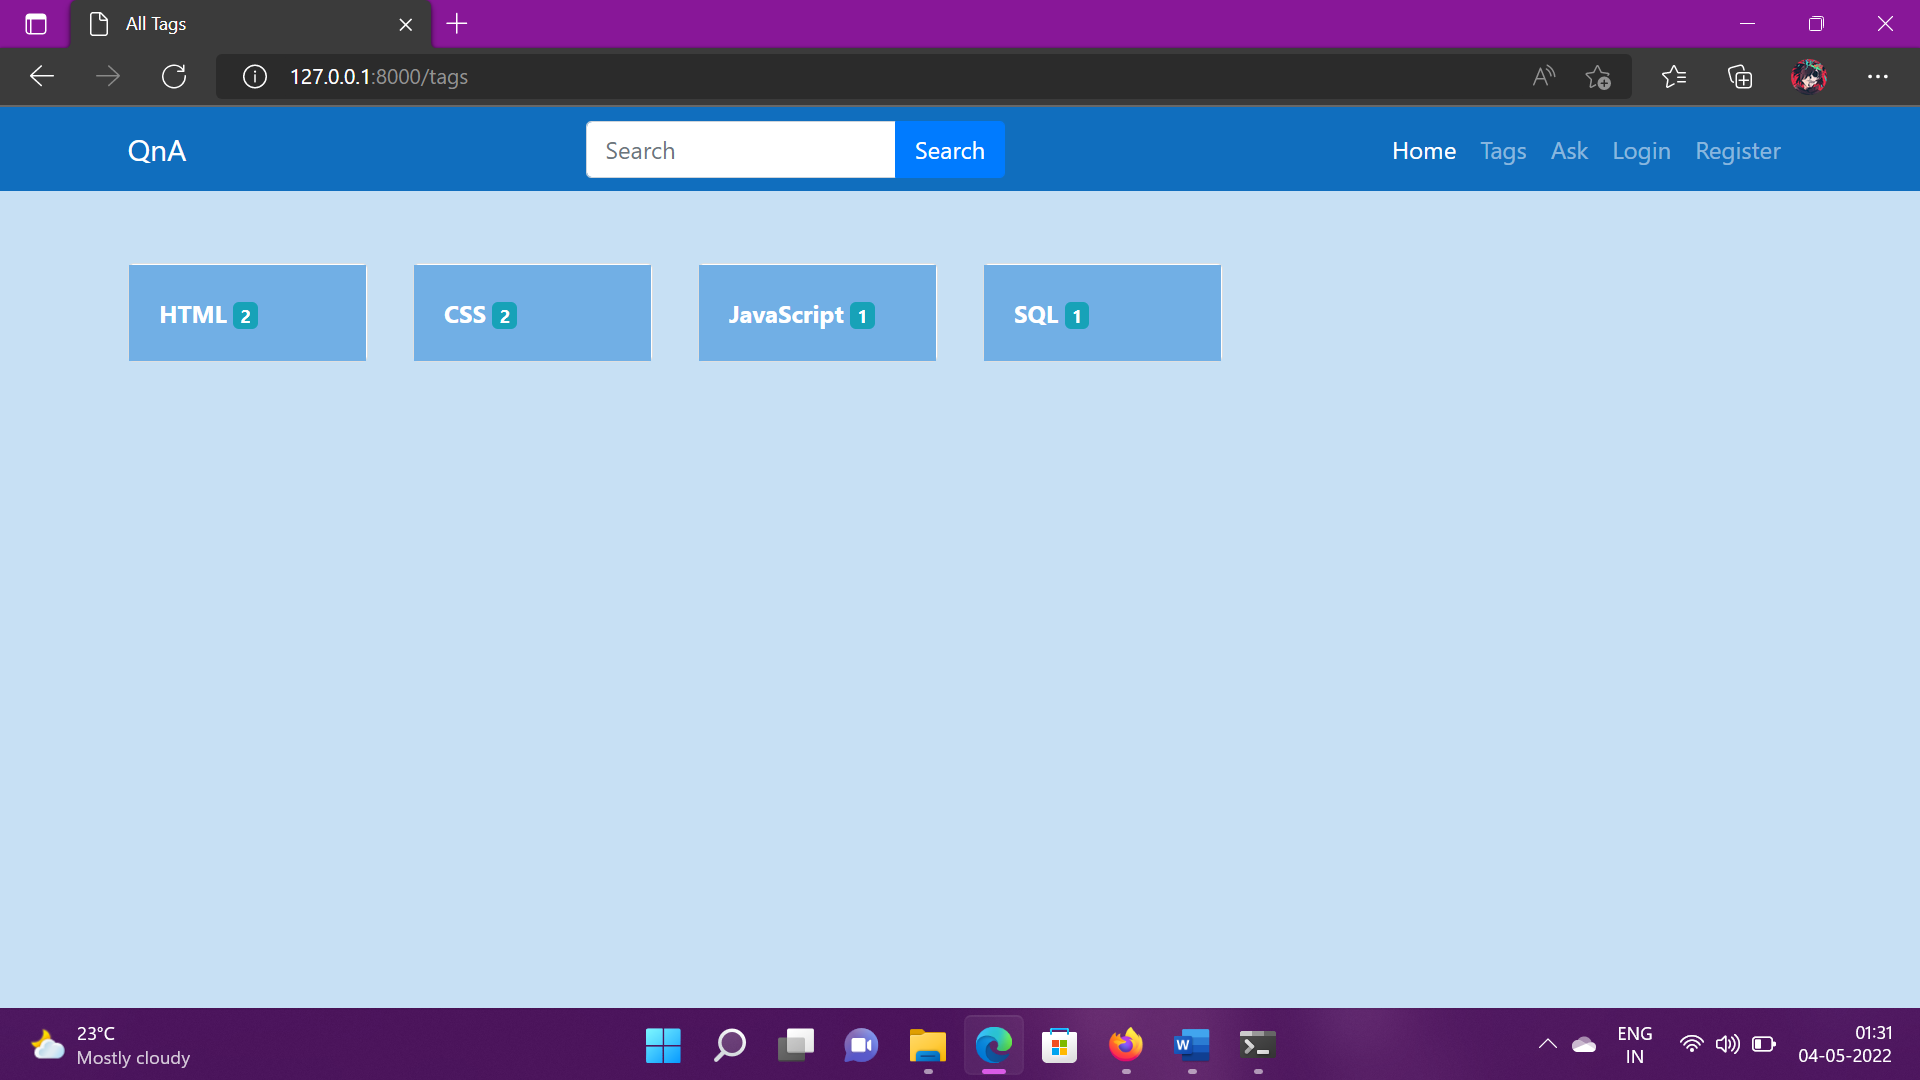 All Tags
127.0.0.1:8000/tags
QnA
Search
Search
Home Tags Ask Login Register
HTML 2
CSS 2
JavaScript 1
SQL 1
23°C
Mostly cloudy
W
ENG
IN
01:31
04-05-2022